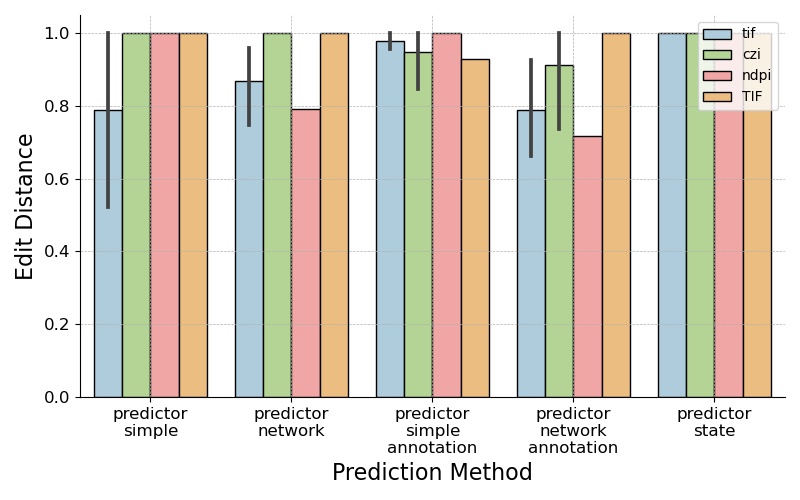 Edit Distance
1.0
0.8
0.6
0.4
0.2
0.0
tif
czi
ndpi
TIF
predictor
simple
predictor
network
predictor
simple
annotation
predictor
network
annotation
predictor
state
Prediction Method